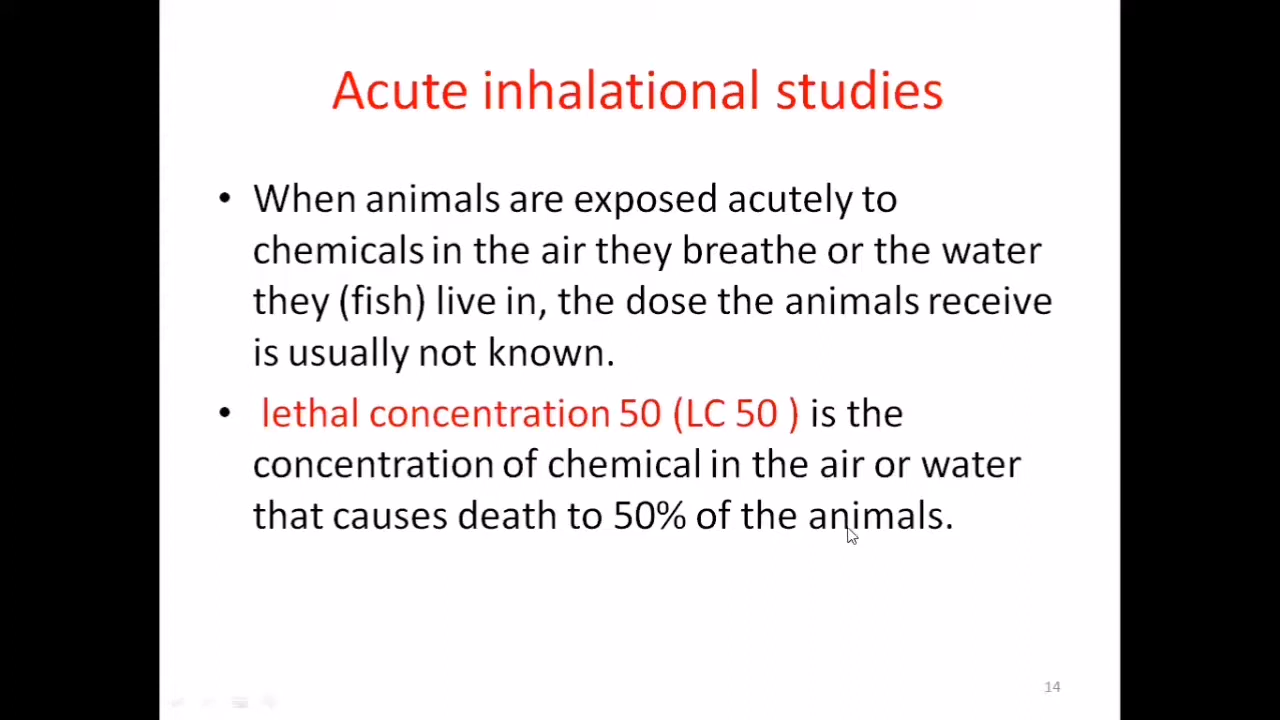 Acute inhalational studies
• When animals are exposed acutely to
chemicals in the air they breathe or the water
they (fish) live in, the dose the animals receive
is usually not known.
• lethal concentration 50 (LC 50 ) is the
concentration of chemical in the air or water
that causes death to 50% of the animals.
14